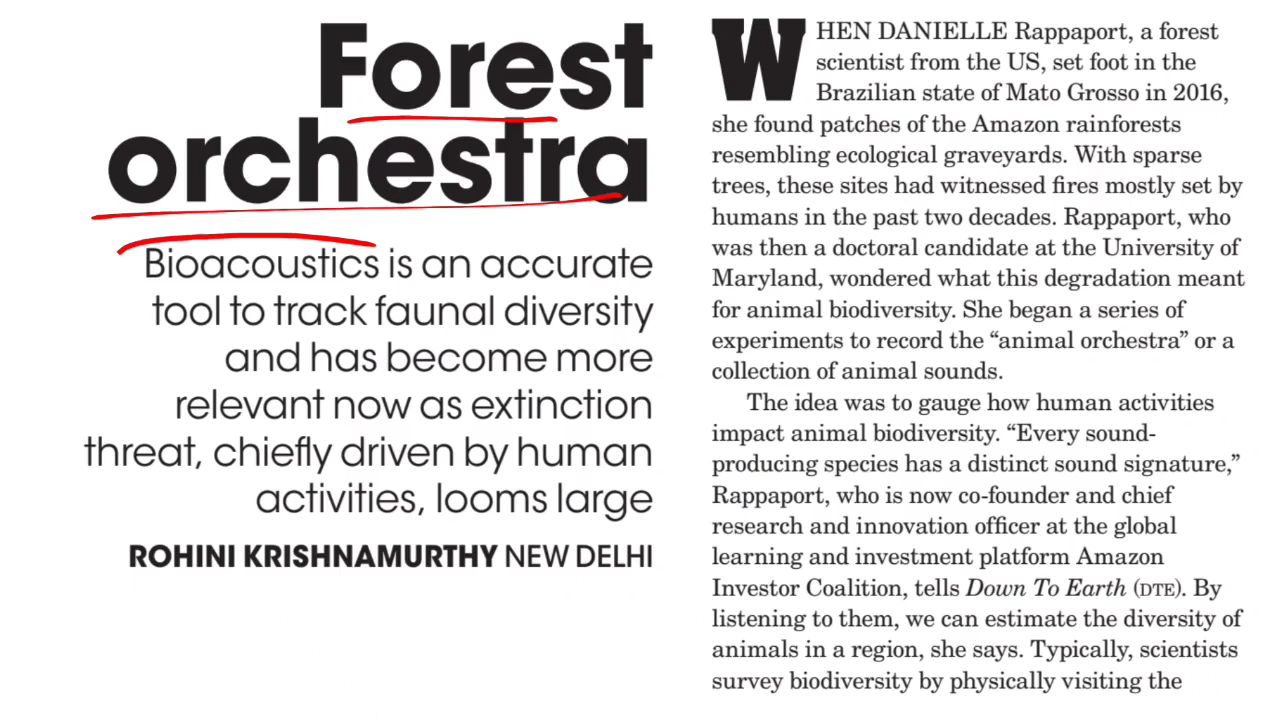 Forest
orchestra
Bioacoustics is an accurate
tool to track faunal diversity
and has become more
relevant now as extinction
threat, chiefly driven by human
activities, looms large
ROHINI KRISHNAMURTHY NEW DELHI
WHEN DANIELLE Rappaport, a forest
scientist from the US, set foot in the
Brazilian state of Mato Grosso in 2016,
she found patches of the Amazon rainforests
resembling ecological graveyards. With sparse
trees, these sites had witnessed fires mostly set by
humans in the past two decades. Rappaport, who
was then a doctoral candidate at the University of
Maryland, wondered what this degradation meant
for animal biodiversity. She began a series of
experiments to record the “animal orchestra” or a
collection of animal sounds.
The idea was to gauge how human activities
impact animal biodiversity. “Every sound-
producing species has a distinct sound signature,”
Rappaport, who is now co-founder and chief
research and innovation officer at the global
learning and investment platform Amazon
Investor Coalition, tells Down To Earth (DTE). By
listening to them, we can estimate the diversity of
animals in a region, she says. Typically, scientists
survey biodiversity by physically visiting the